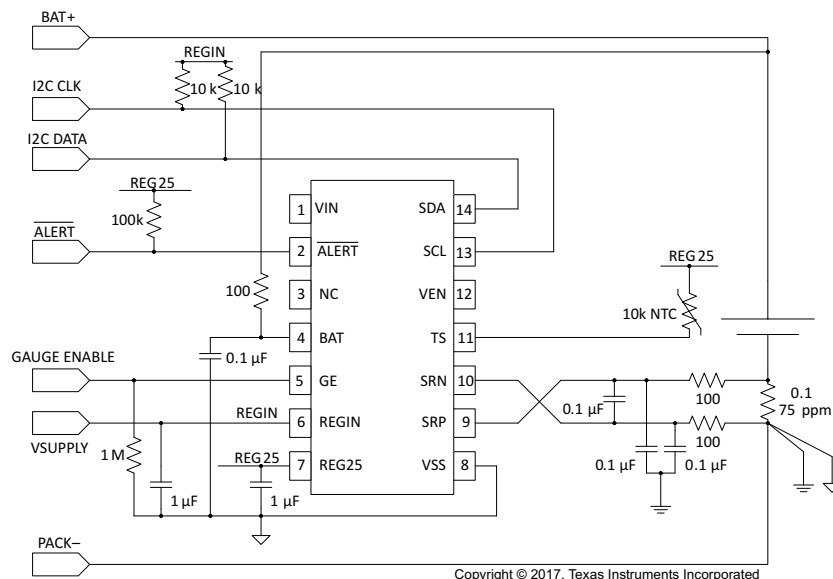 BAT+
REGIN
10 k
10 k
I2C CLK
I2C DATA
REG25
100k
ALERT
1
VIN
SDA
14
2
ALERT
SCL
13
3
NC
VEN
12
4
BAT
TS
11
5
GE
SRN
10
6
REGIN
SRP
9
7
REG25
VSS
8
100
0.1 µF
REG25
10k NTC
GAUGE ENABLE
REGIN
VSUPPLY
1 M
1 µF
REG25
1 µF
0.1 µF
100
100
0.1
75 ppm
0.1 µF
0.1 µF
PACK–
Copyright © 2017, Texas Instruments Incorporated